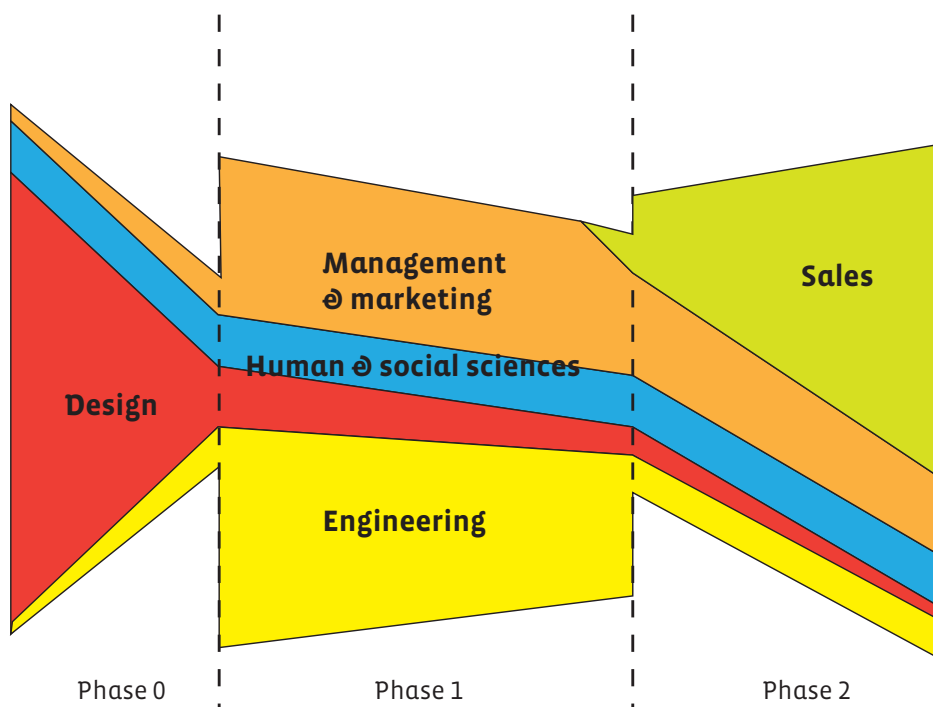 Management
& marketing
Sales
Human & social sciences
Design
Engineering
Phase 0
Phase 1
Phase 2